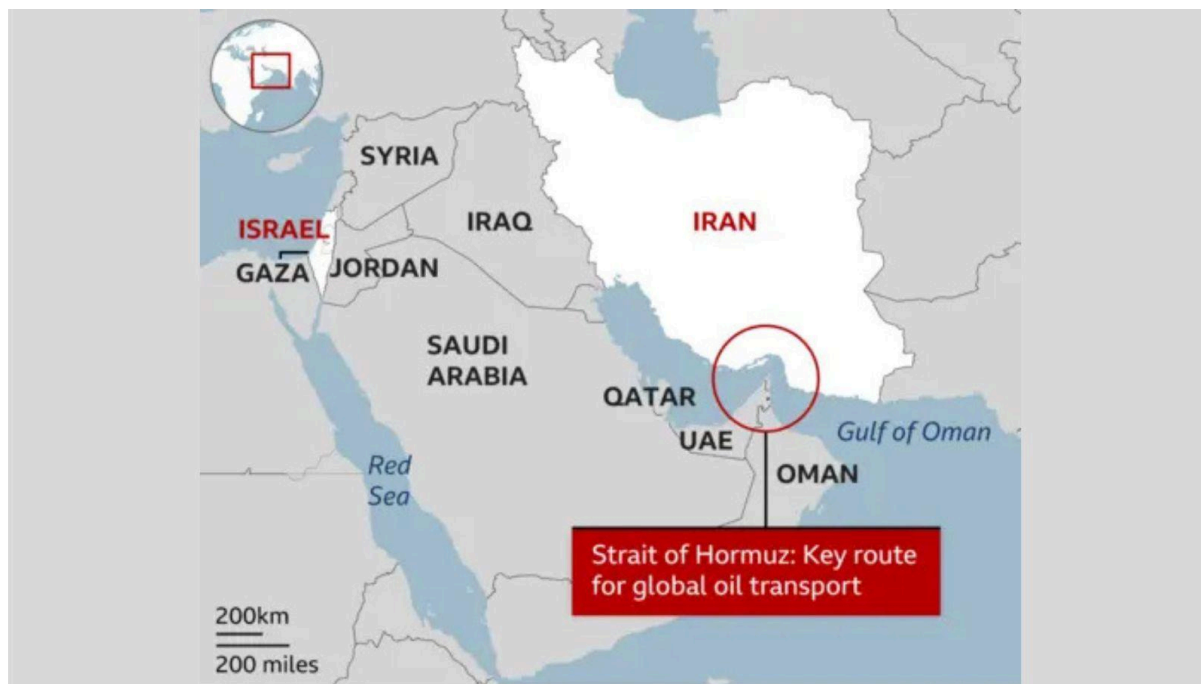 SYRIA
ISRAEL
IRAQ
IRAN
GAZA
JORDAN
SAUDI
ARABIA
QATAR
UAE
Gulf of Oman
Red
Sea
OMAN
Strait of Hormuz: Key route
for global oil transport
200km
200 miles